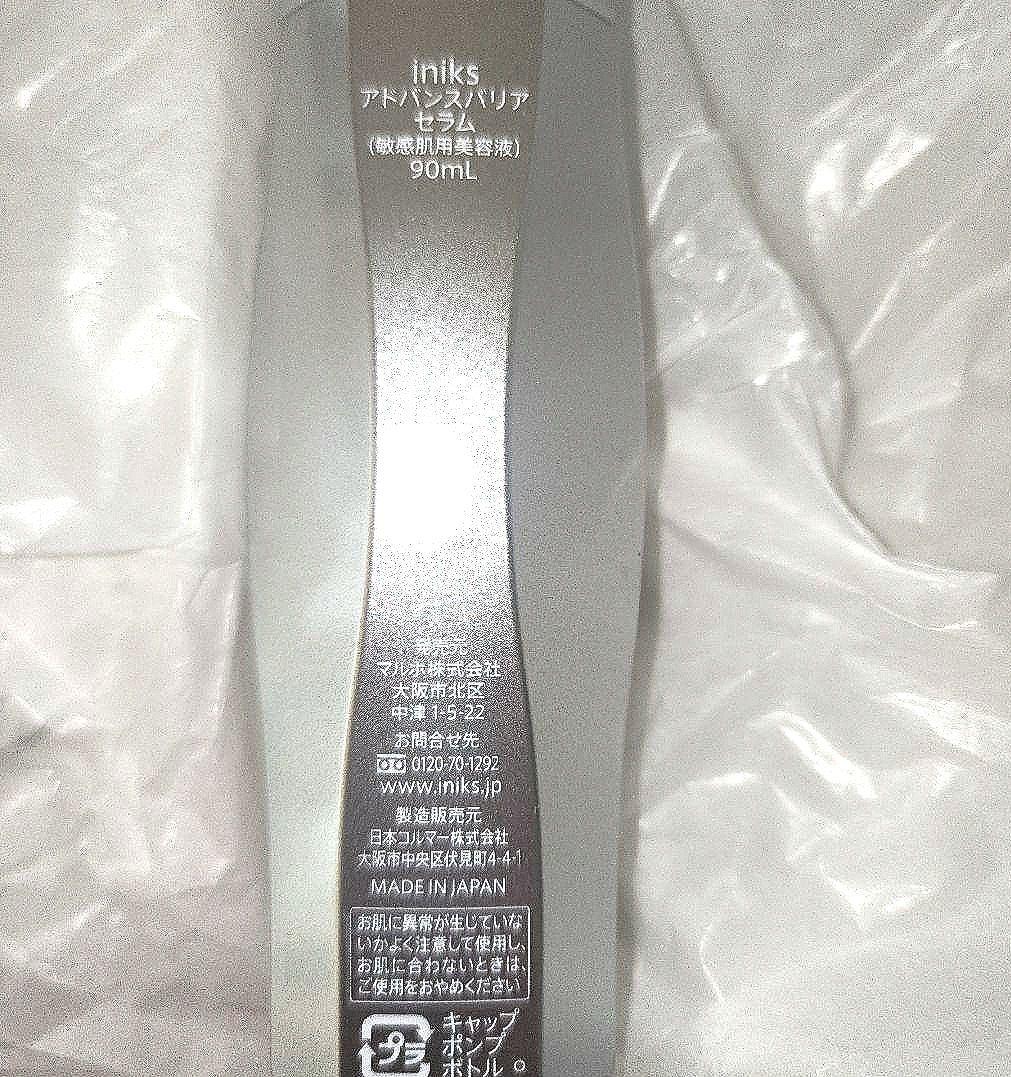 iniks
アドバンスバリア
セラム
(敏感肌用美容液)
90mL
発売元
マルホ株式会社
大阪市北区
中津1-5-22
お問合せ先
0120-70-1292
www.iniks.jp
製造販売元
日本コルマー株式会社
大阪市中央区伏見町4-4-1
MADE IN JAPAN
お肌に異常が生じていな
いかよく注意して使用し、
お肌に合わないときは、
ご使用をおやめください
プラ
キャップ
ポンプ
ボトル